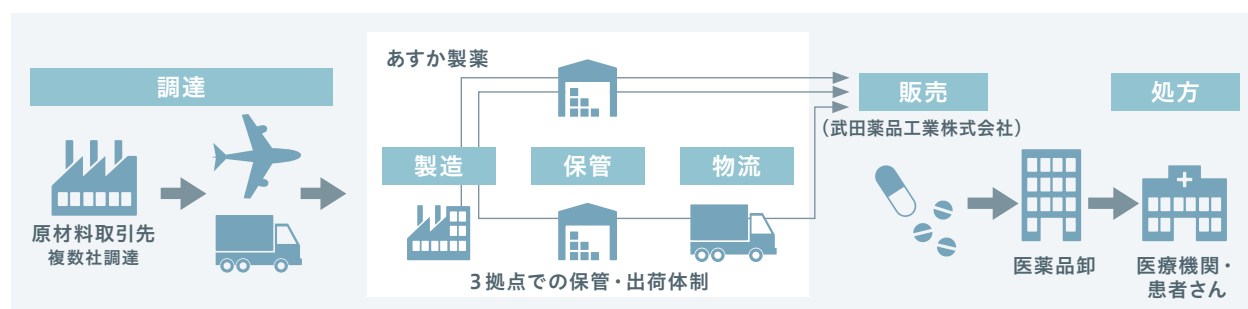 調達
原材料取引先
複数社調達
あすか製薬
製造
保管
物流
3拠点での保管・出荷体制
販売
（武田薬品工業株式会社）
医薬品卸
処方
医療機関・
患者さん